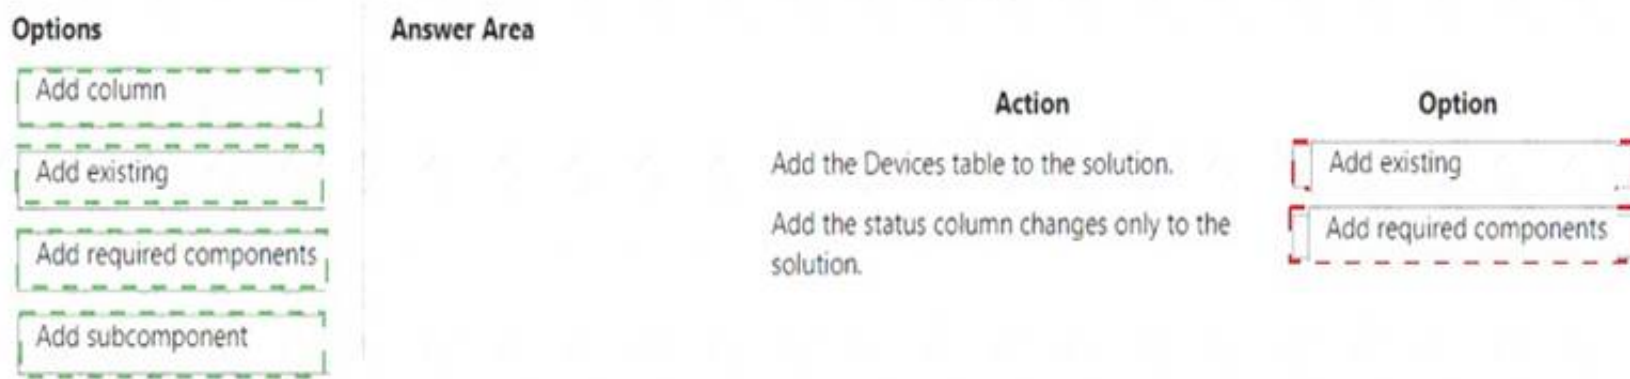 Options
Answer Area
Add column
Add existing
Add required components
Add subcomponent
Action
Option
Add the Devices table to the solution.
Add existing
Add the status column changes only to the
solution.
Add required components